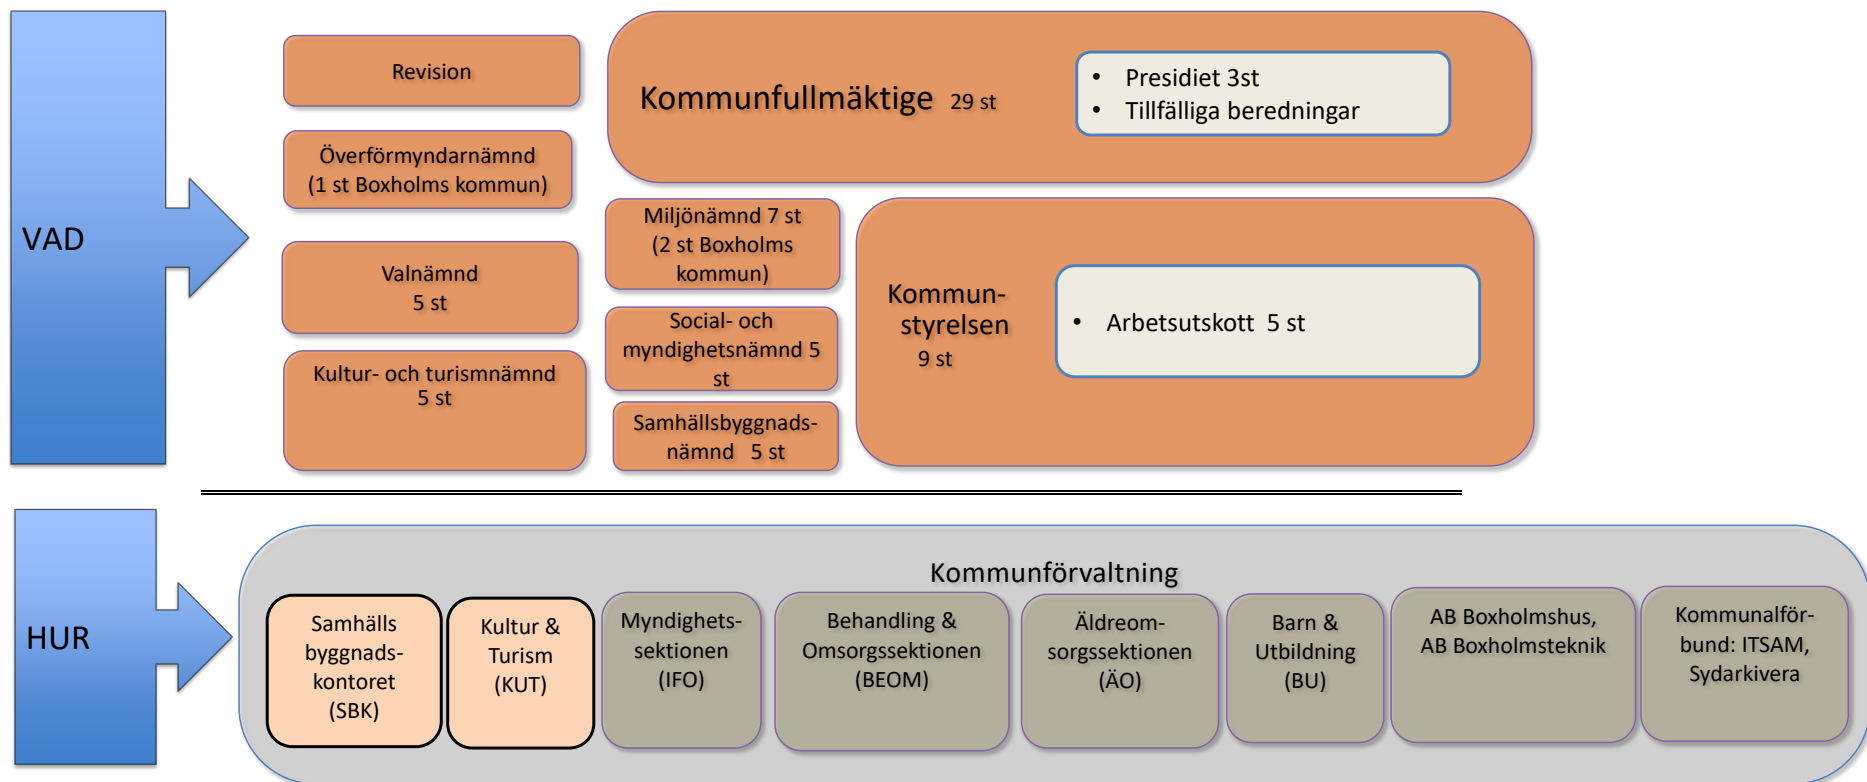 VAD
Revision
Överförmyndarnämnd
(1 st Boxholms kommun)
Valnämnd
5 st
Kultur- och turismnämnd
5 st
Kommunfullmäktige 29 st
• Presidiet 3st
• Tillfälliga beredningar
Miljönämnd 7 st
(2 st Boxholms
kommun)
Social- och
myndighetsnämnd 5
st
Samhällsbyggnads-
nämnd 5 st
Kommun-
styrelsen
9 st
• Arbetsutskott 5 st
HUR
Kommunförvaltning
Samhälls
byggnads-
kontoret
(SBK)
Kultur &
Turism
(KUT)
Myndighets-
sektionen
(IFO)
Behandling &
Omsorgssektionen
(BEOM)
Äldreom-
sorgssektionen
(ÄO)
Barn &
Utbildning
(BU)
AB Boxholmshus,
AB Boxholmsteknik
Kommunalför-
bund: ITSAM,
Sydarkivera